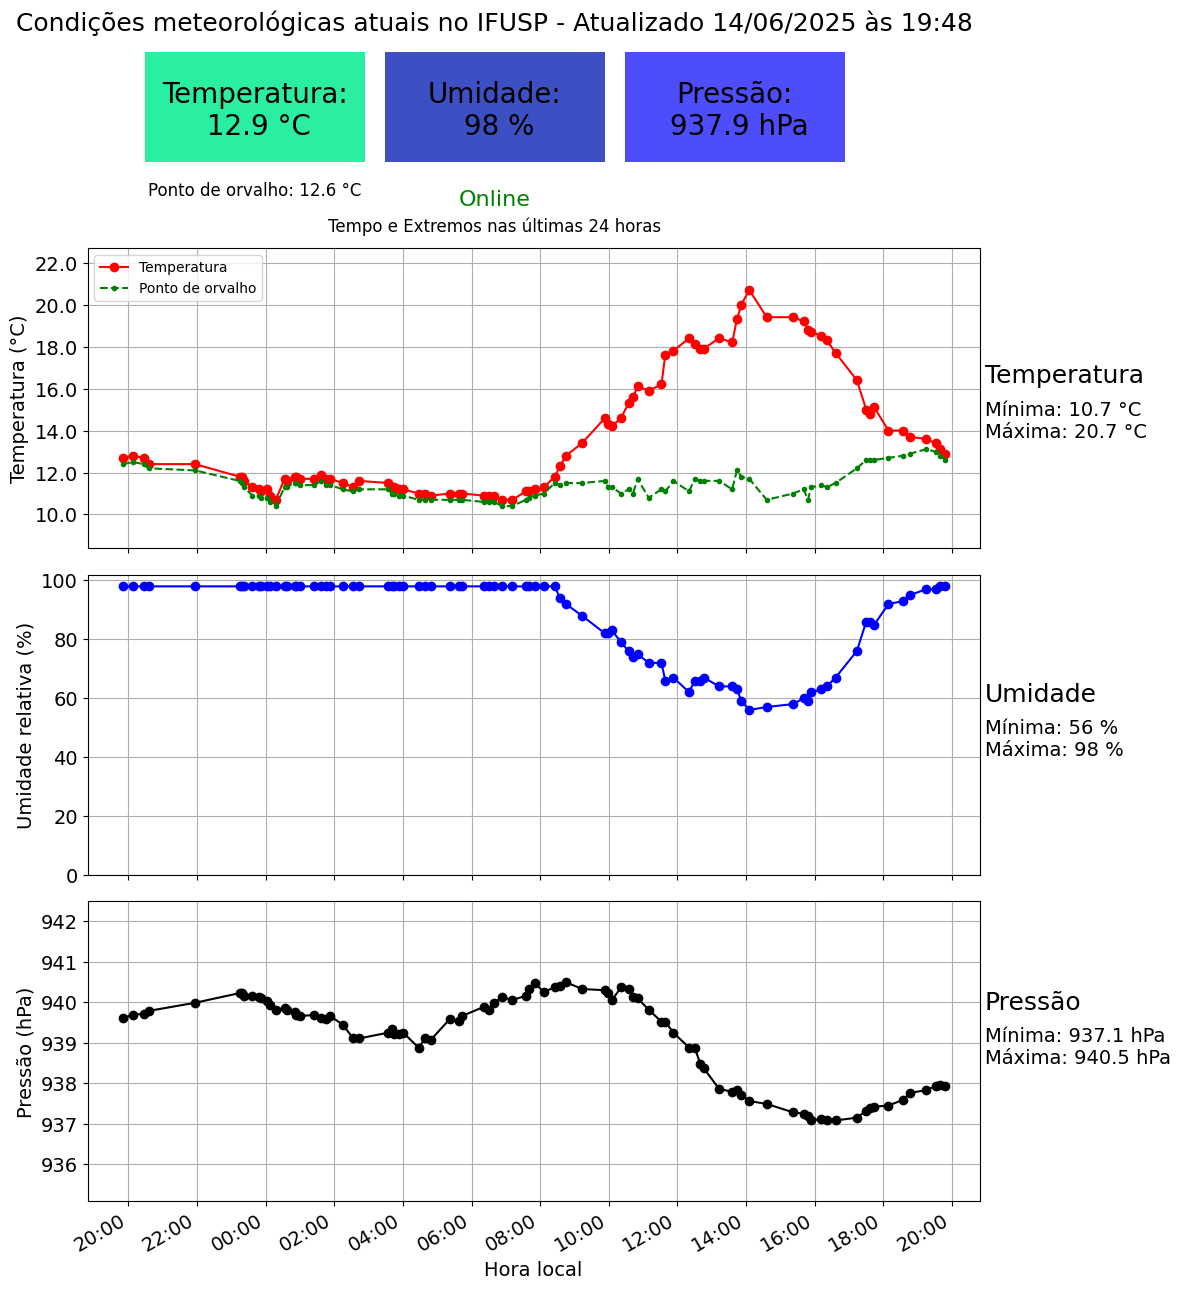 Condições meteorológicas atuais no IFUSP - Atualizado 14/06/2025 às 19:48
Temperatura:
12.9 °C
Umidade:
98 %
Pressão:
937.9 hPa
Ponto de orvalho: 12.6 °C
Online
Tempo e Extremos nas últimas 24 horas
Temperatura (°C)
22.0
20.0
18.0
16.0
14.0
12.0
10.0
Temperatura
Ponto de orvalho
Temperatura
Mínima: 10.7 °C
Máxima: 20.7 °C
Umidade relativa (%)
100
80
60
40
20
0
Umidade
Mínima: 56 %
Máxima: 98 %
Pressão (hPa)
942
941
940
939
938
937
936
Pressão
Mínima: 937.1 hPa
Máxima: 940.5 hPa
20:00 22:00 00:00 02:00 04:00 06:00 08:00 10:00 12:00 14:00 16:00 18:00 20:00
Hora local